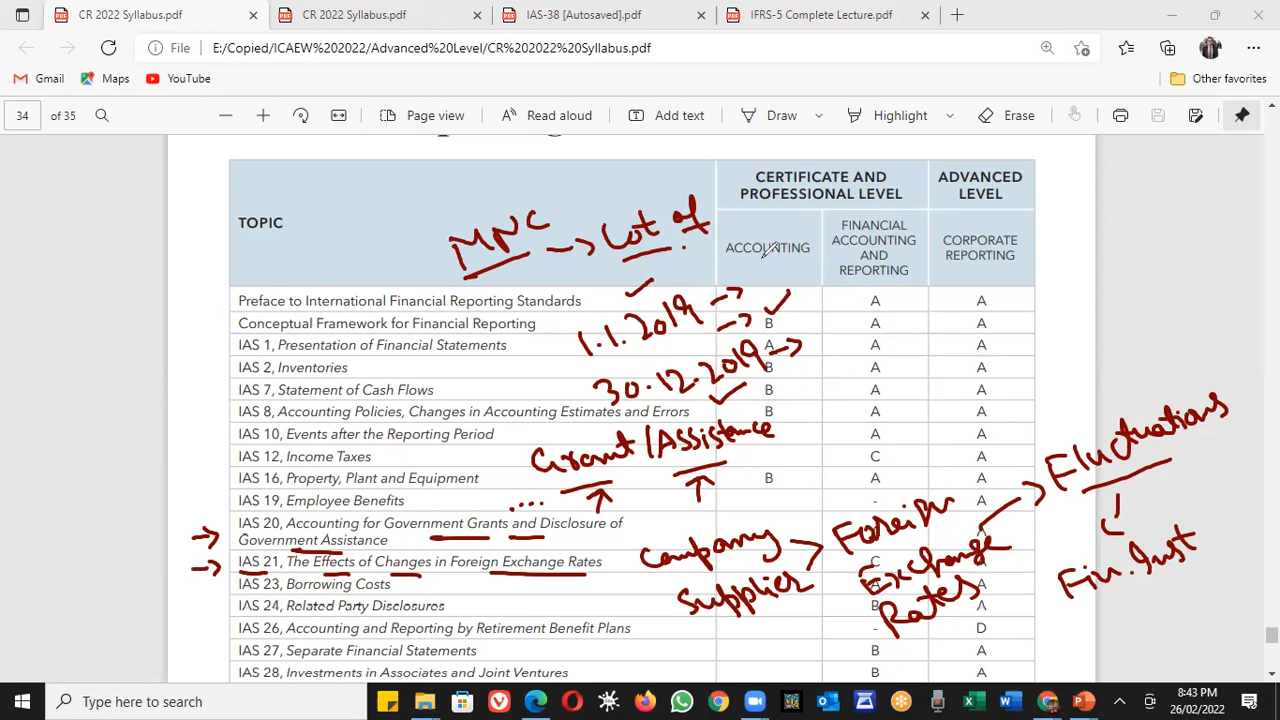 CR 2022 Syllabus.pdf
CR 2022 Syllabus.pdf
IAS-38 [Autosaved].pdf
IFRS-5 Complete Lecture.pdf
File
E:/Copied/ICAEW%202022/Advanced%20Level/CR%202022%20Syllabus.pdf
Gmail
Maps
YouTube
Other favorites
34 of 35
Page view
Read aloud
Add text
Draw
Highlight
Erase
TOPIC
CERTIFICATE AND
PROFESSIONAL LEVEL
ADVANCED
LEVEL
ACCOUNTING
FINANCIAL
ACCOUNTING
AND
REPORTING
CORPORATE
REPORTING
MNC → Lot of
Preface to International Financial Reporting Standards A A
Conceptual Framework for Financial Reporting B A A
IAS 1, Presentation of Financial Statements A A A
IAS 2, Inventories B A A
IAS 7, Statement of Cash Flows B A A
IAS 8, Accounting Policies, Changes in Accounting Estimates and Errors B A A
IAS 10, Events after the Reporting Period A A
IAS 12, Income Taxes C A
IAS 16, Property, Plant and Equipment B A A
IAS 19, Employee Benefits - A
IAS 20, Accounting for Government Grants and Disclosure of
Government Assistance
IAS 21, The Effects of Changes in Foreign Exchange Rates C A
IAS 23, Borrowing Costs A A
IAS 24, Related Party Disclosures B A
IAS 26, Accounting and Reporting by Retirement Benefit Plans - D
IAS 27, Separate Financial Statements B A
IAS 28, Investments in Associates and Joint Ventures B A
1.1.2019 →
30.12.2019 →
Grant/Assistance
....
Company
Supplier
Foreign
Exchange
Rates
Fluctuations
Fin. Inst
Type here to search
8:43 PM
26/02/2022